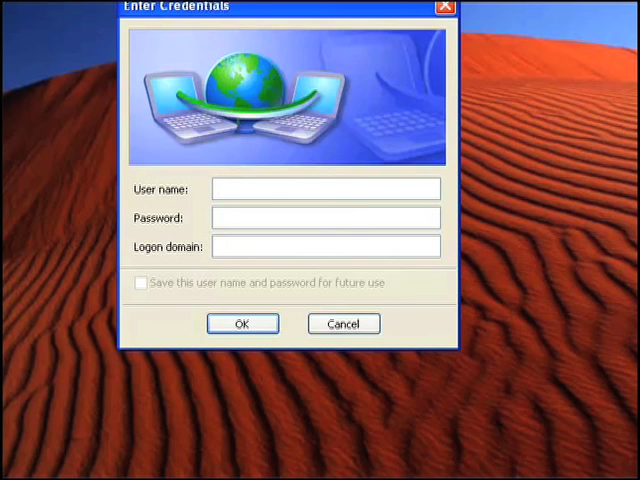 Enter Credentials
User name:
Password:
Logon domain:
Save this user name and password for future use
OK
Cancel